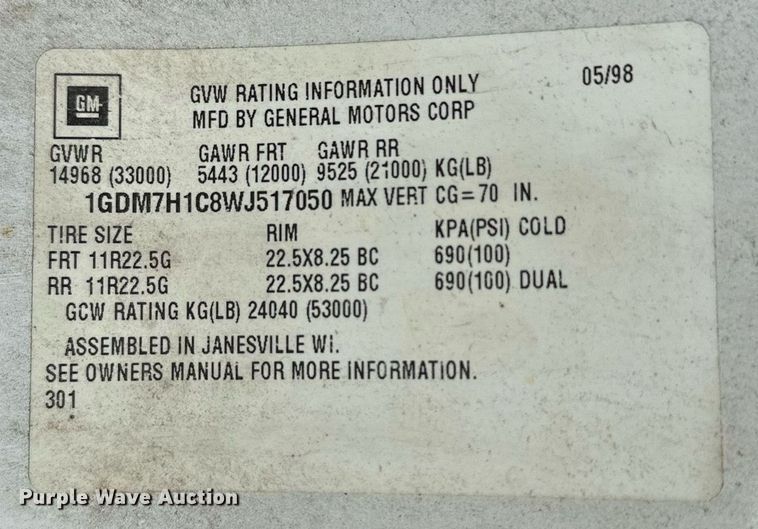 GM
GVW RATING INFORMATION ONLY 05/98
MFD BY GENERAL MOTORS CORP
GVWR GAWR FRT GAWR RR
14968 (33000) 5443 (12000) 9525 (21000) KG(LB)
1GDM7H1C8WJ517050 MAX VERT CG=70 IN.
TIRE SIZE RIM KPA(PSI) COLD
FRT 11R22.5G 22.5X8.25 BC 690(100)
RR 11R22.5G 22.5X8.25 BC 690(100) DUAL
GCW RATING KG(LB) 24040 (53000)
ASSEMBLED IN JANESVILLE WI.
SEE OWNERS MANUAL FOR MORE INFORMATION.
301
Purple Wave Auction